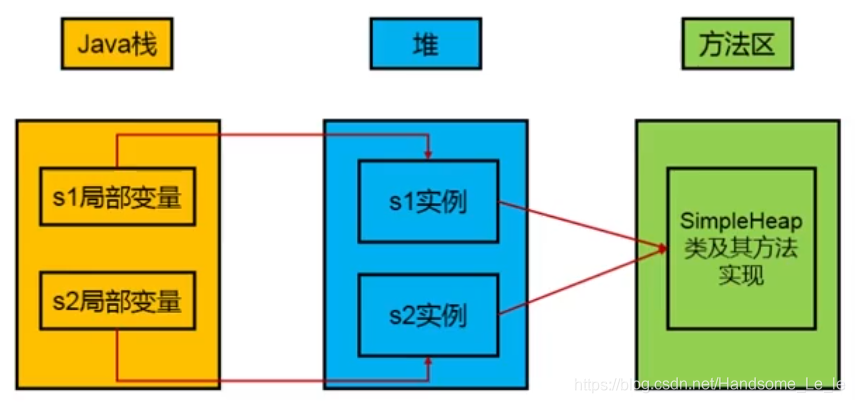 Java栈
堆
方法区
s1局部变量
s2局部变量
s1实例
s2实例
SimpleHeap
类及其方法
实现
https://blog.csdn.net/Handsome_Le_le